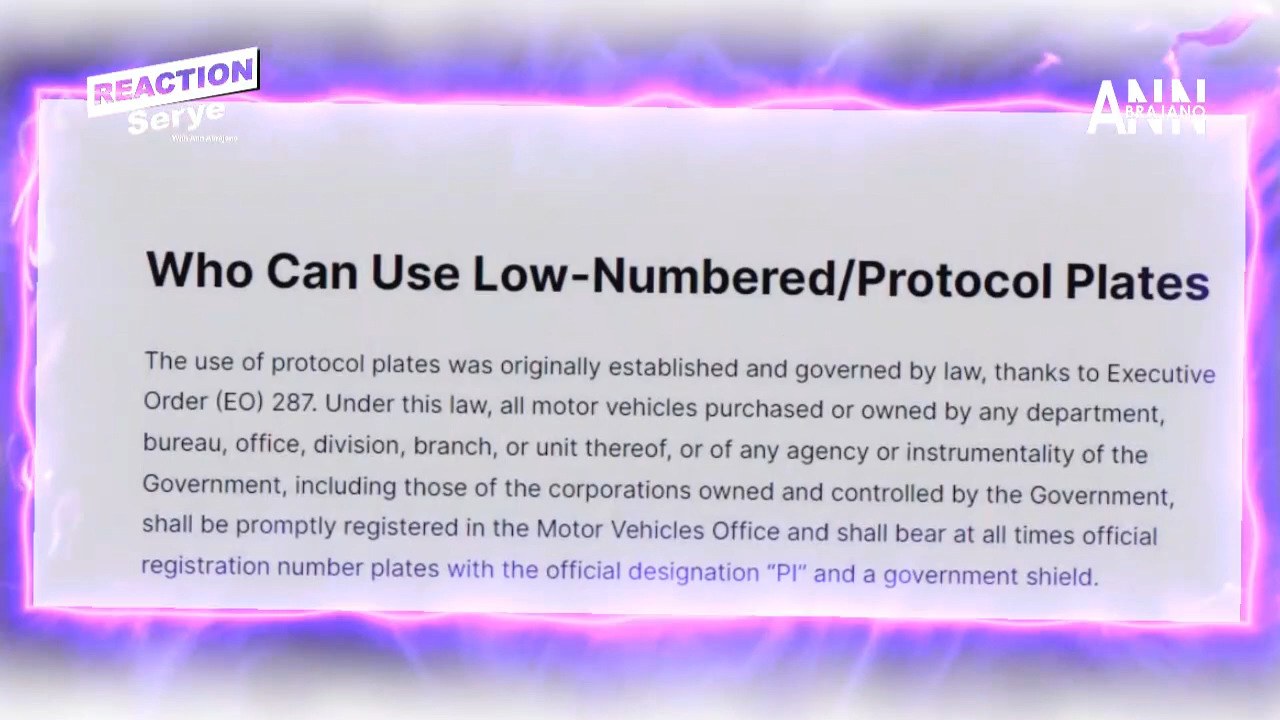 REACTION
Serye
With Ann Abrajano
ANN
BRAJANO
Who Can Use Low-Numbered/Protocol Plates
The use of protocol plates was originally established and governed by law, thanks to Executive
Order (EO) 287. Under this law, all motor vehicles purchased or owned by any department,
bureau, office, division, branch, or unit thereof, or of any agency or instrumentality of the
Government, including those of the corporations owned and controlled by the Government,
shall be promptly registered in the Motor Vehicles Office and shall bear at all times official
registration number plates with the official designation “PI” and a government shield.